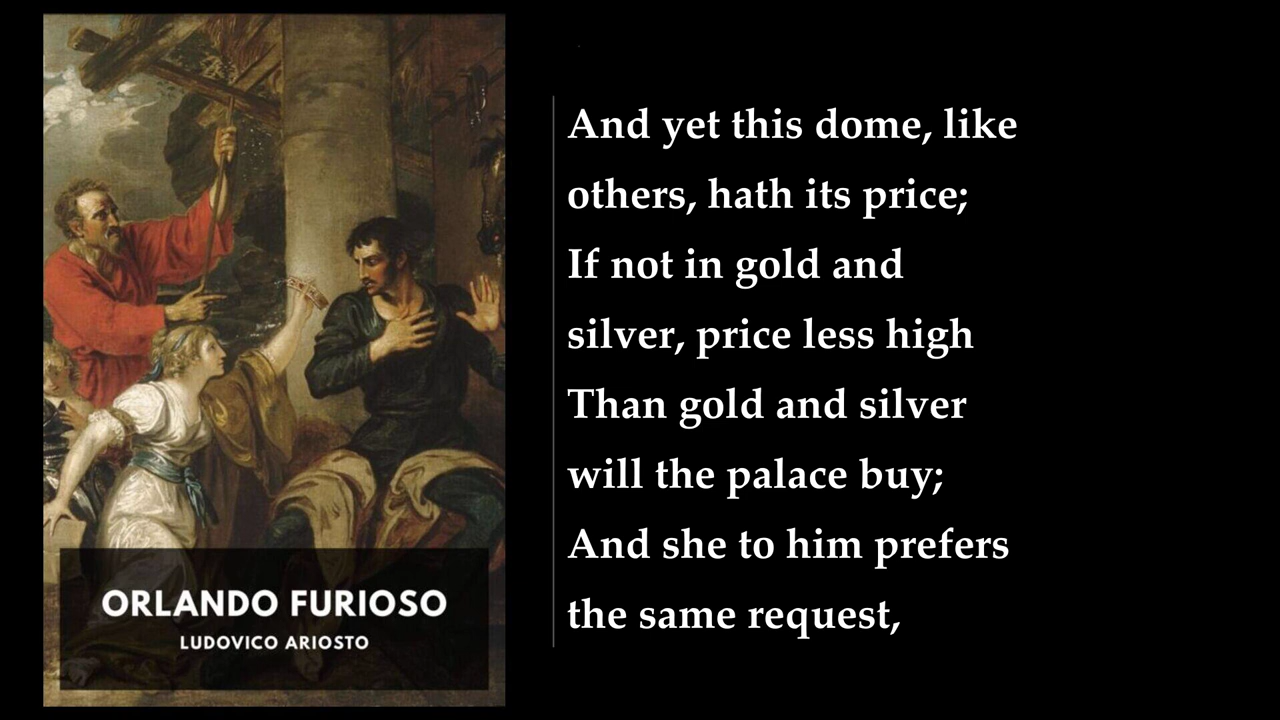 And yet this dome, like
others, hath its price;
If not in gold and
silver, price less high
Than gold and silver
will the palace buy;
And she to him prefers
the same request,
ORLANDO FURIOSO
LUDOVICO ARIOSTO